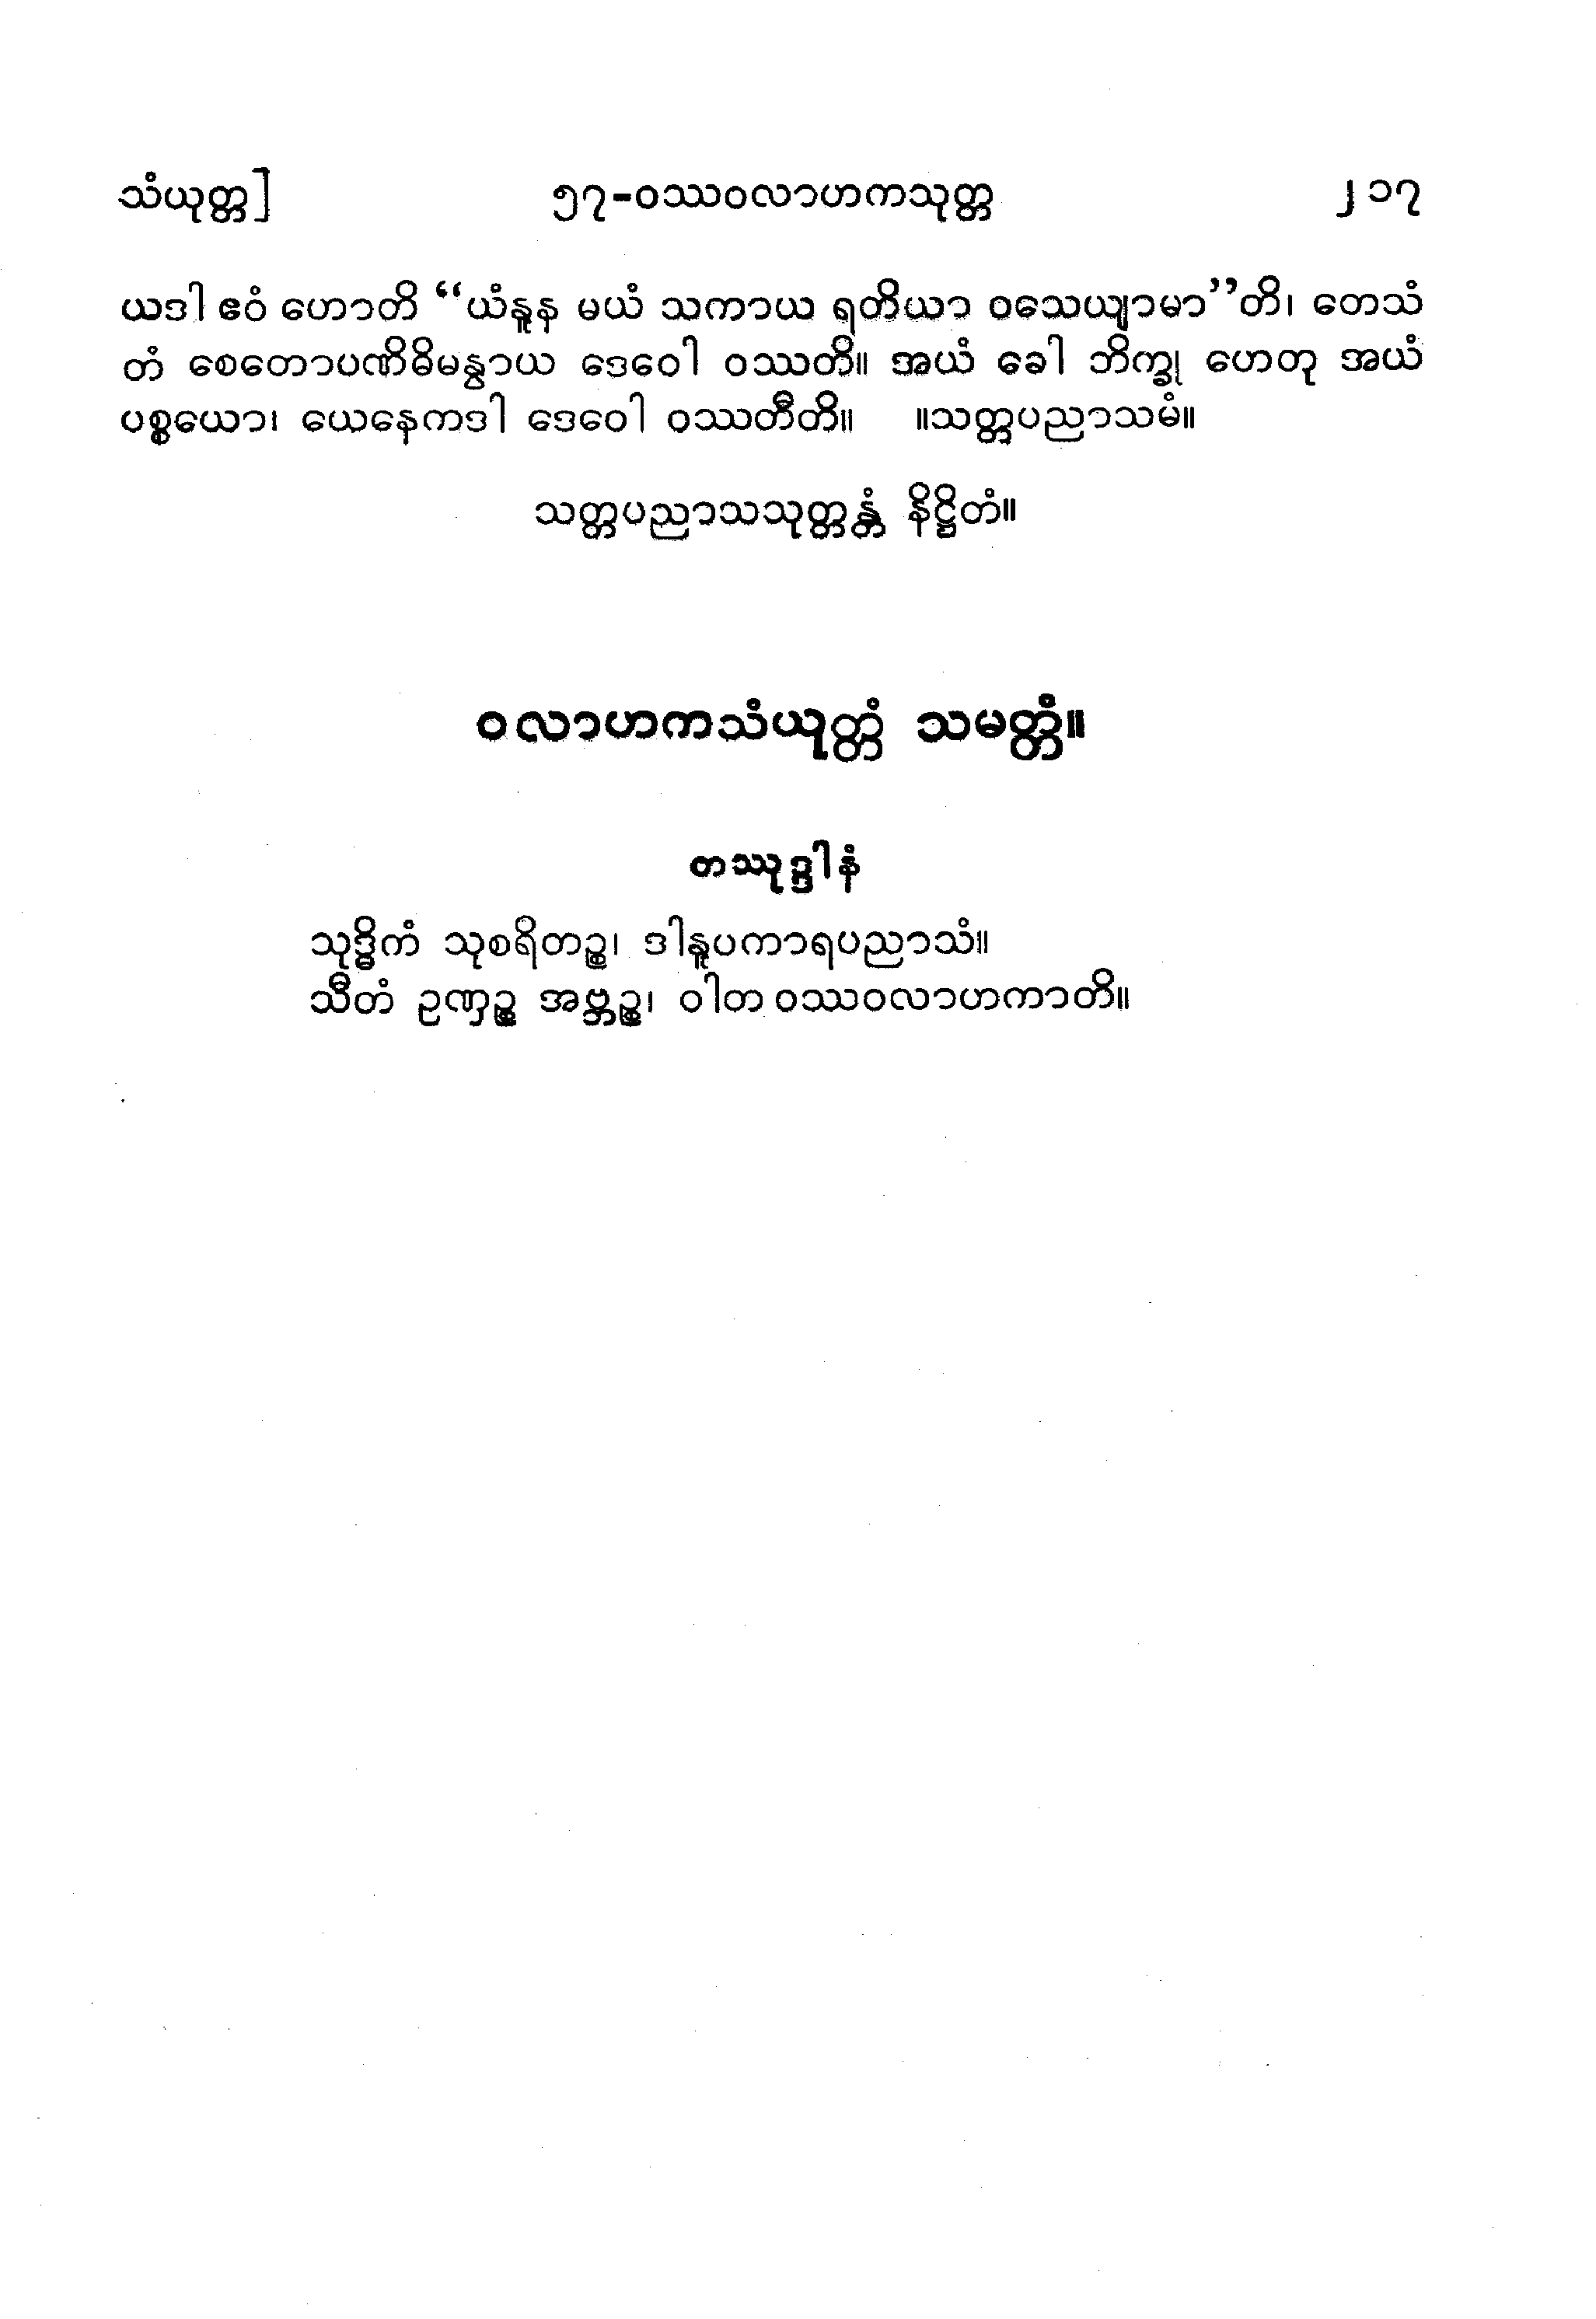 သံယုတ္တ] ၅၇-ဝဿဝလာဟကသုတ္တ ၂၁၇
ယဒါ ဧဝံ ဟောတိ “ယံနူန မယံ သကာယ ရတိယာ ဝသေယျာမာ”တိ၊ တေသံ
တံ စေတောပဏိဓိမနွာယ ဒေဝေါ ဝဿတိ။ အယံ ခေါ ဘိက္ခု ဟေတု အယံ
ပစ္စယော၊ ယေနေကဒါ ဒေဝေါ ဝဿတီတိ။ ။သတ္တပညာသမံ။
သတ္တပညာသသုတ္တန္တံ နိဋ္ဌိတံ။
ဝလာဟကသံယုတ္တံ သမတ္တံ။
တဿုဒ္ဒါနံ
သုဒ္ဓိကံ သုစရိတဉ္စ၊ ဒါနူပကာရပညာသံ။
သီတံ ဥဏှဉ္စ အဗ္ဘဉ္စ၊ ဝါတ ဝဿဝလာဟကာတိ။